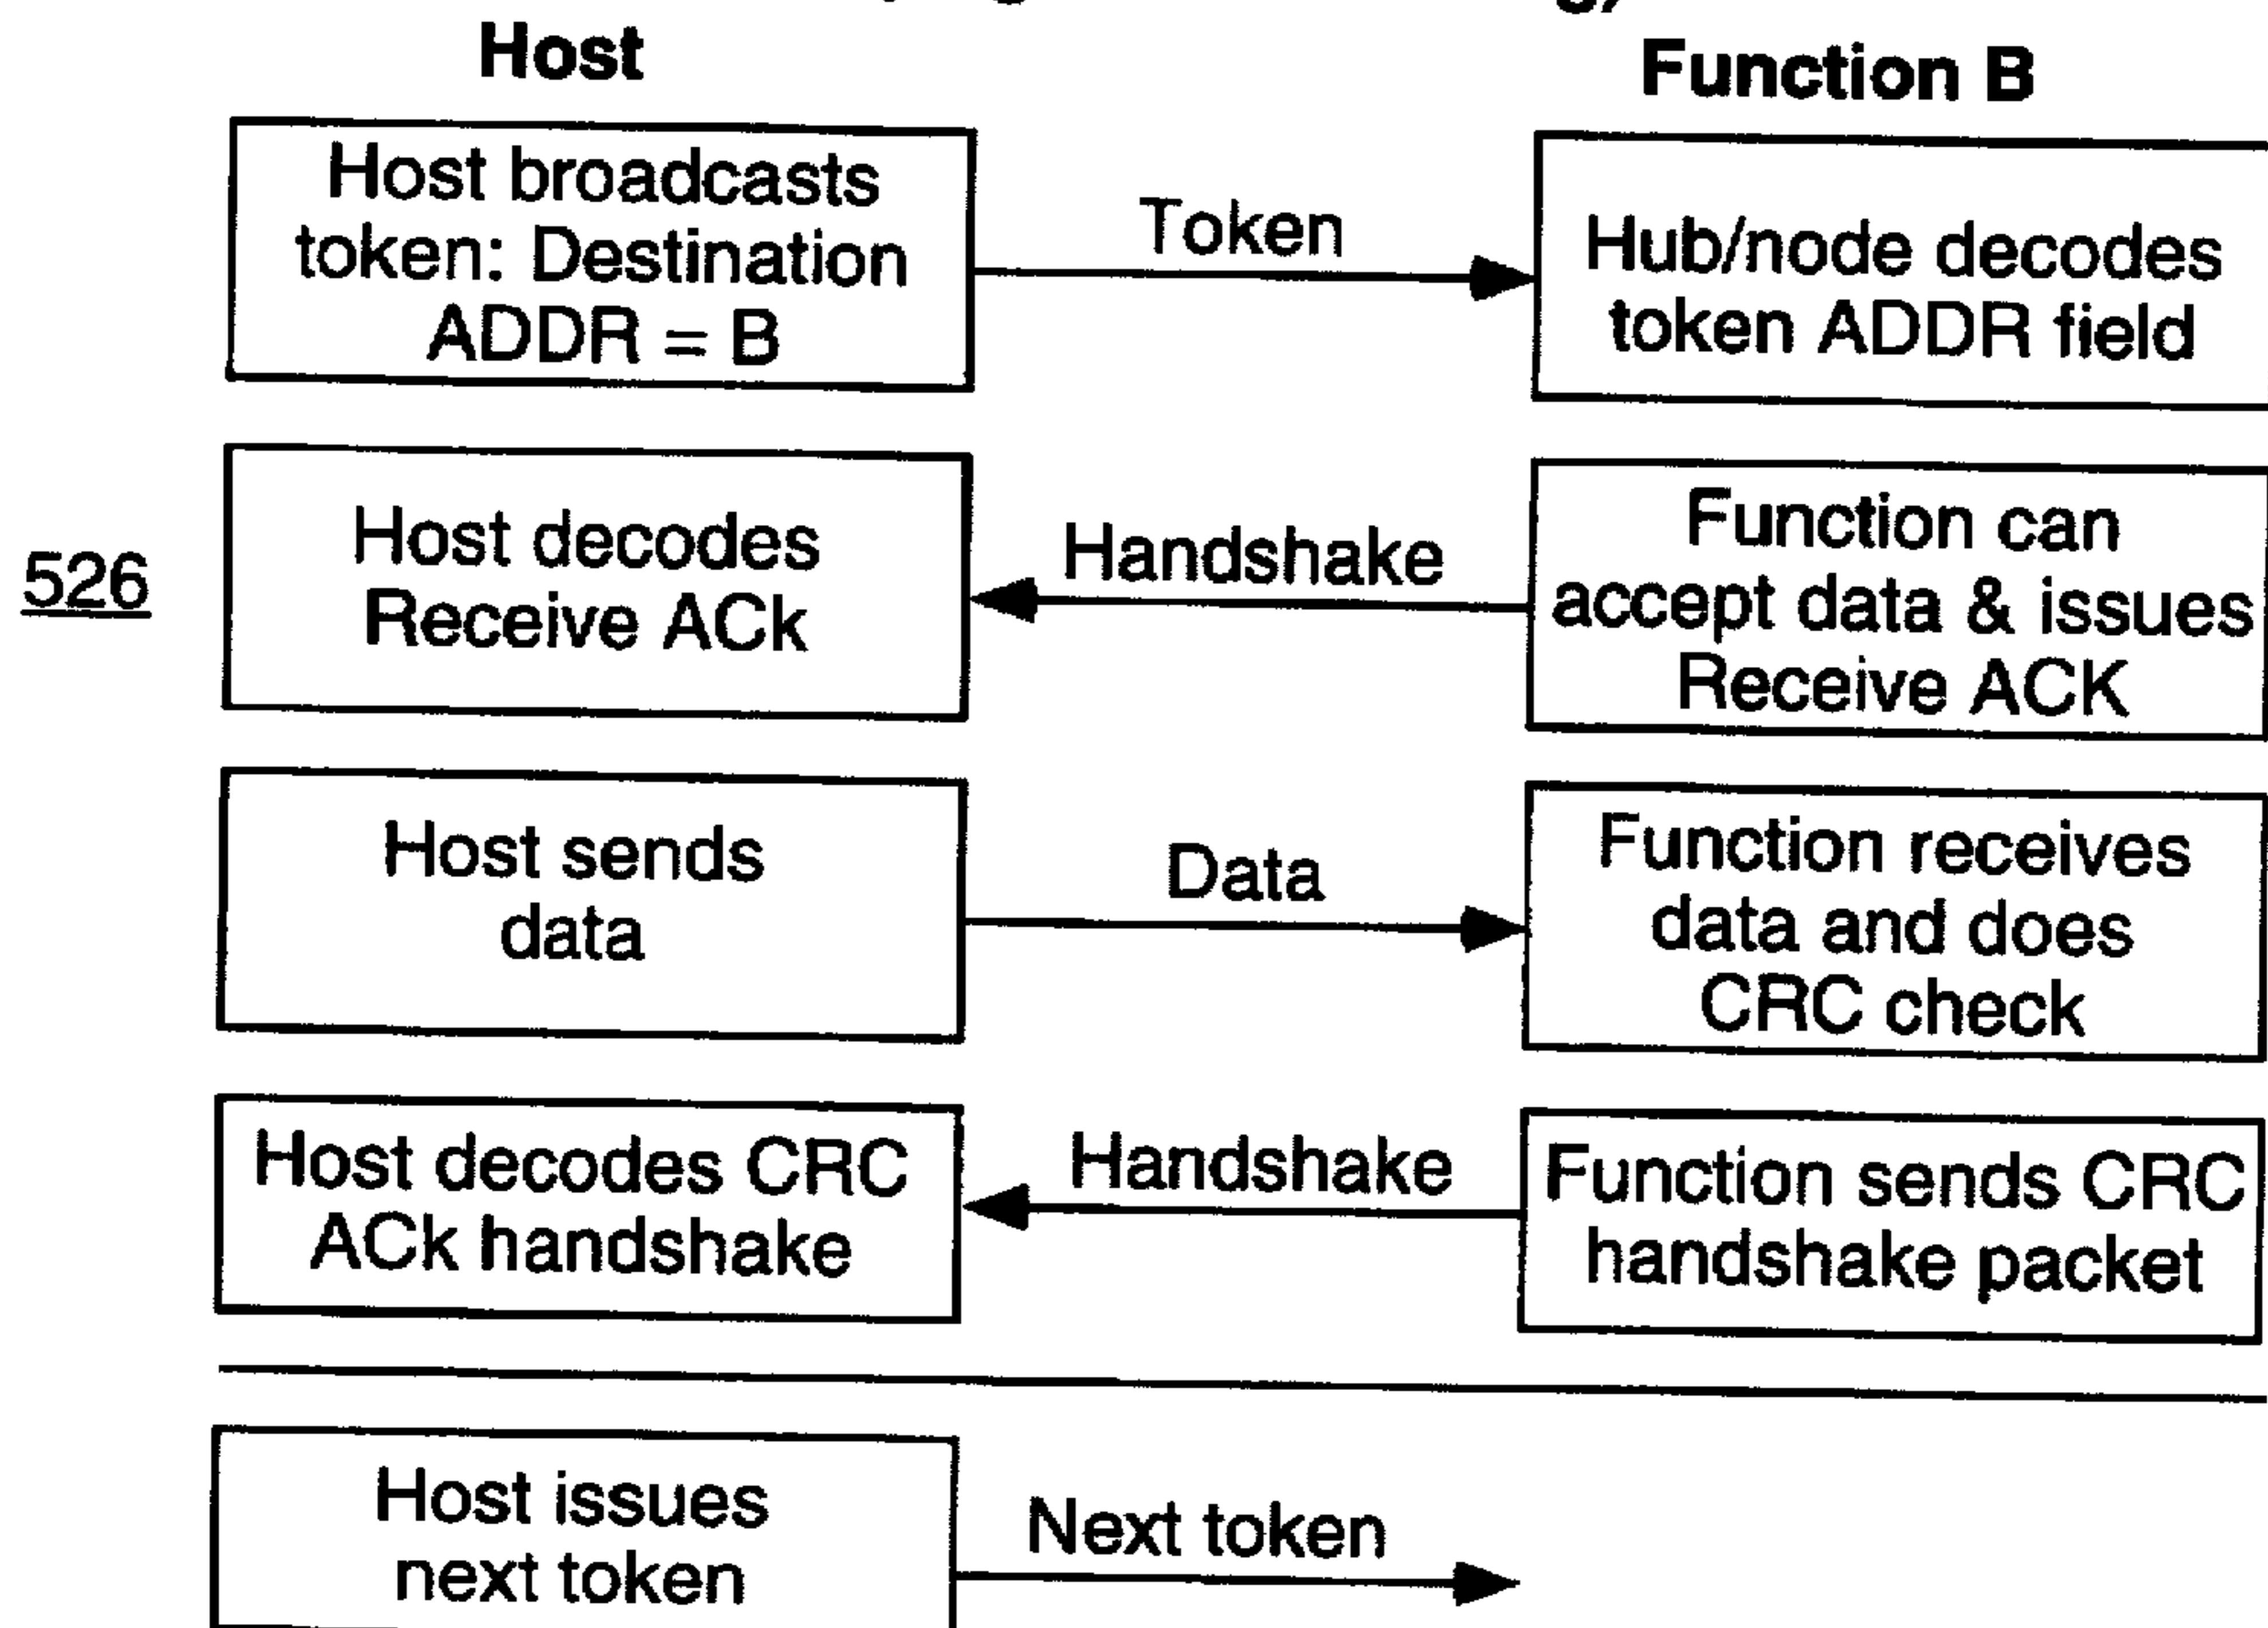 Host
Function B
Host broadcasts
token: Destination
ADDR = B
Token
Hub/node decodes
token ADDR field
526
Host decodes
Receive ACk
Handshake
Function can
accept data & issues
Receive ACK
Host sends
data
Data
Function receives
data and does
CRC check
Host decodes CRC
ACk handshake
Handshake
Function sends CRC
handshake packet
Host issues
next token
Next token